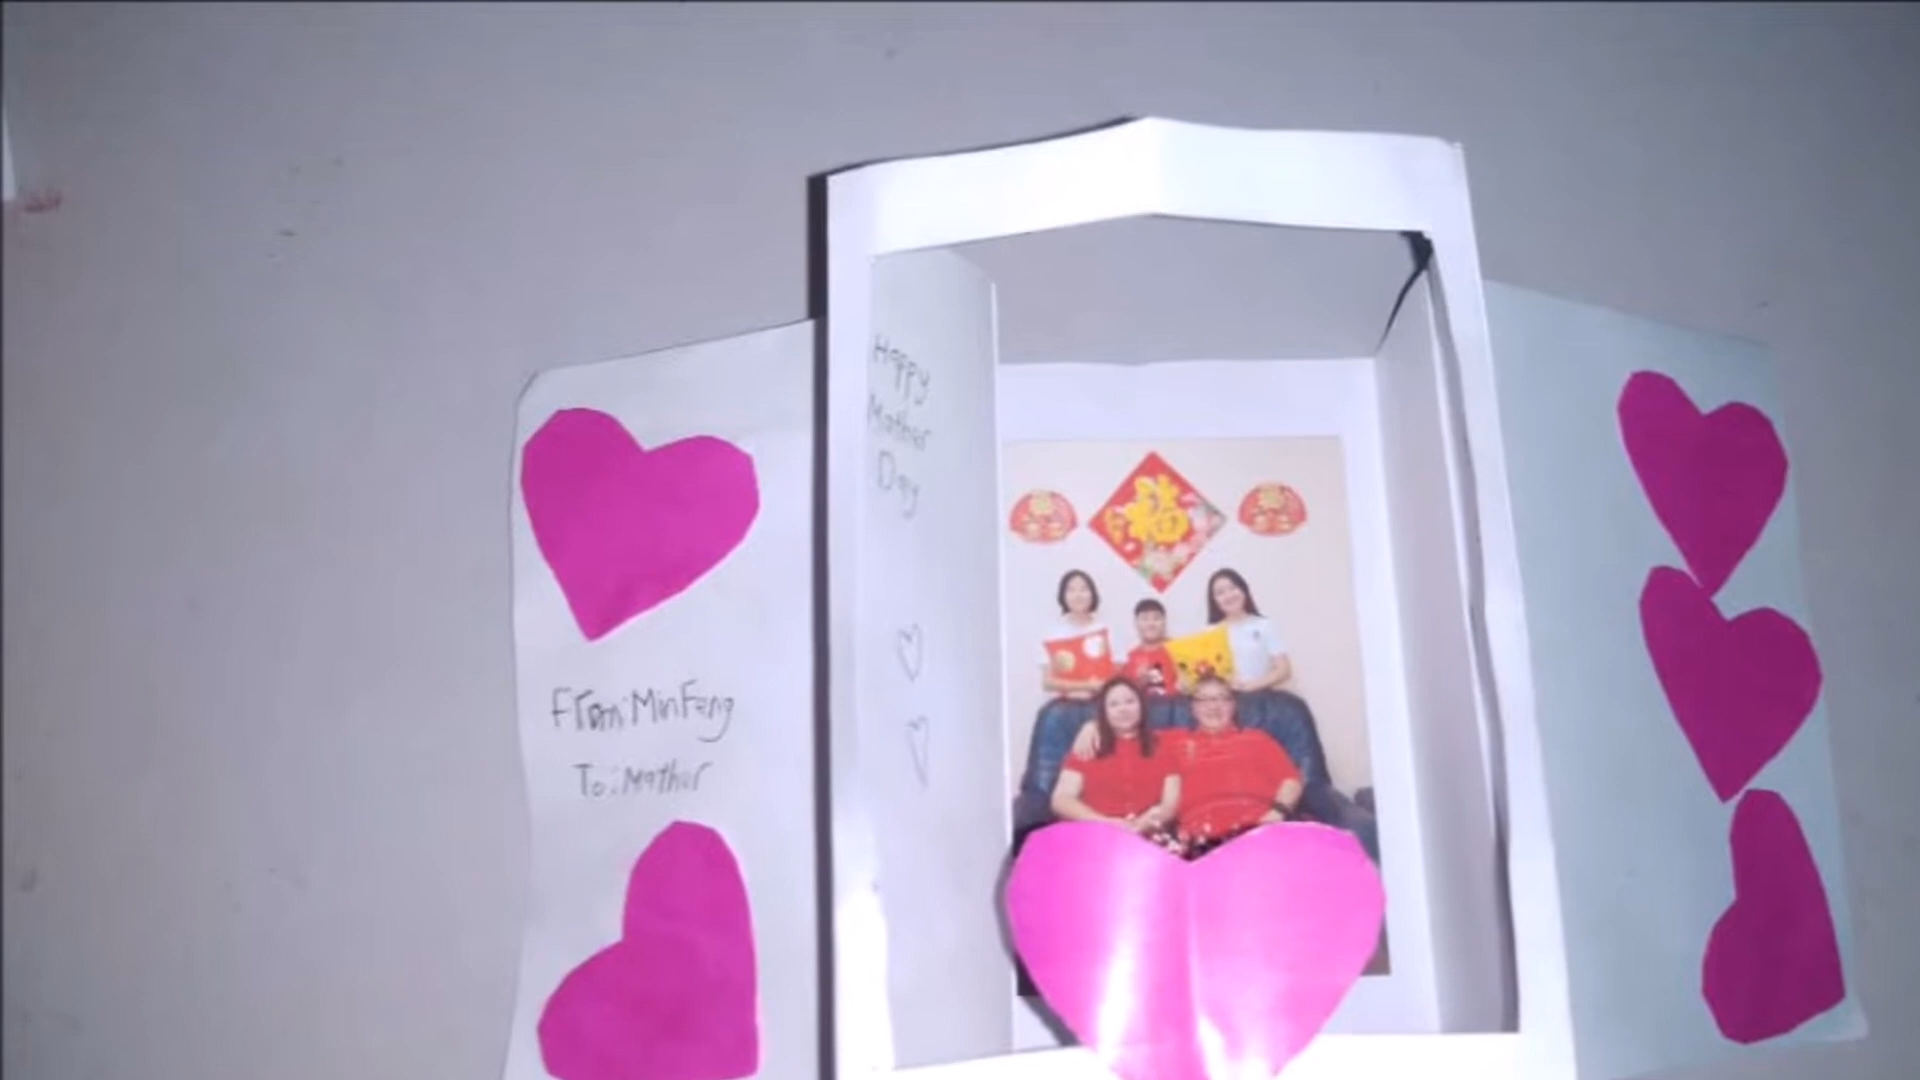 Happy
Mother
Day
From: MinFeng
To: Mother
福